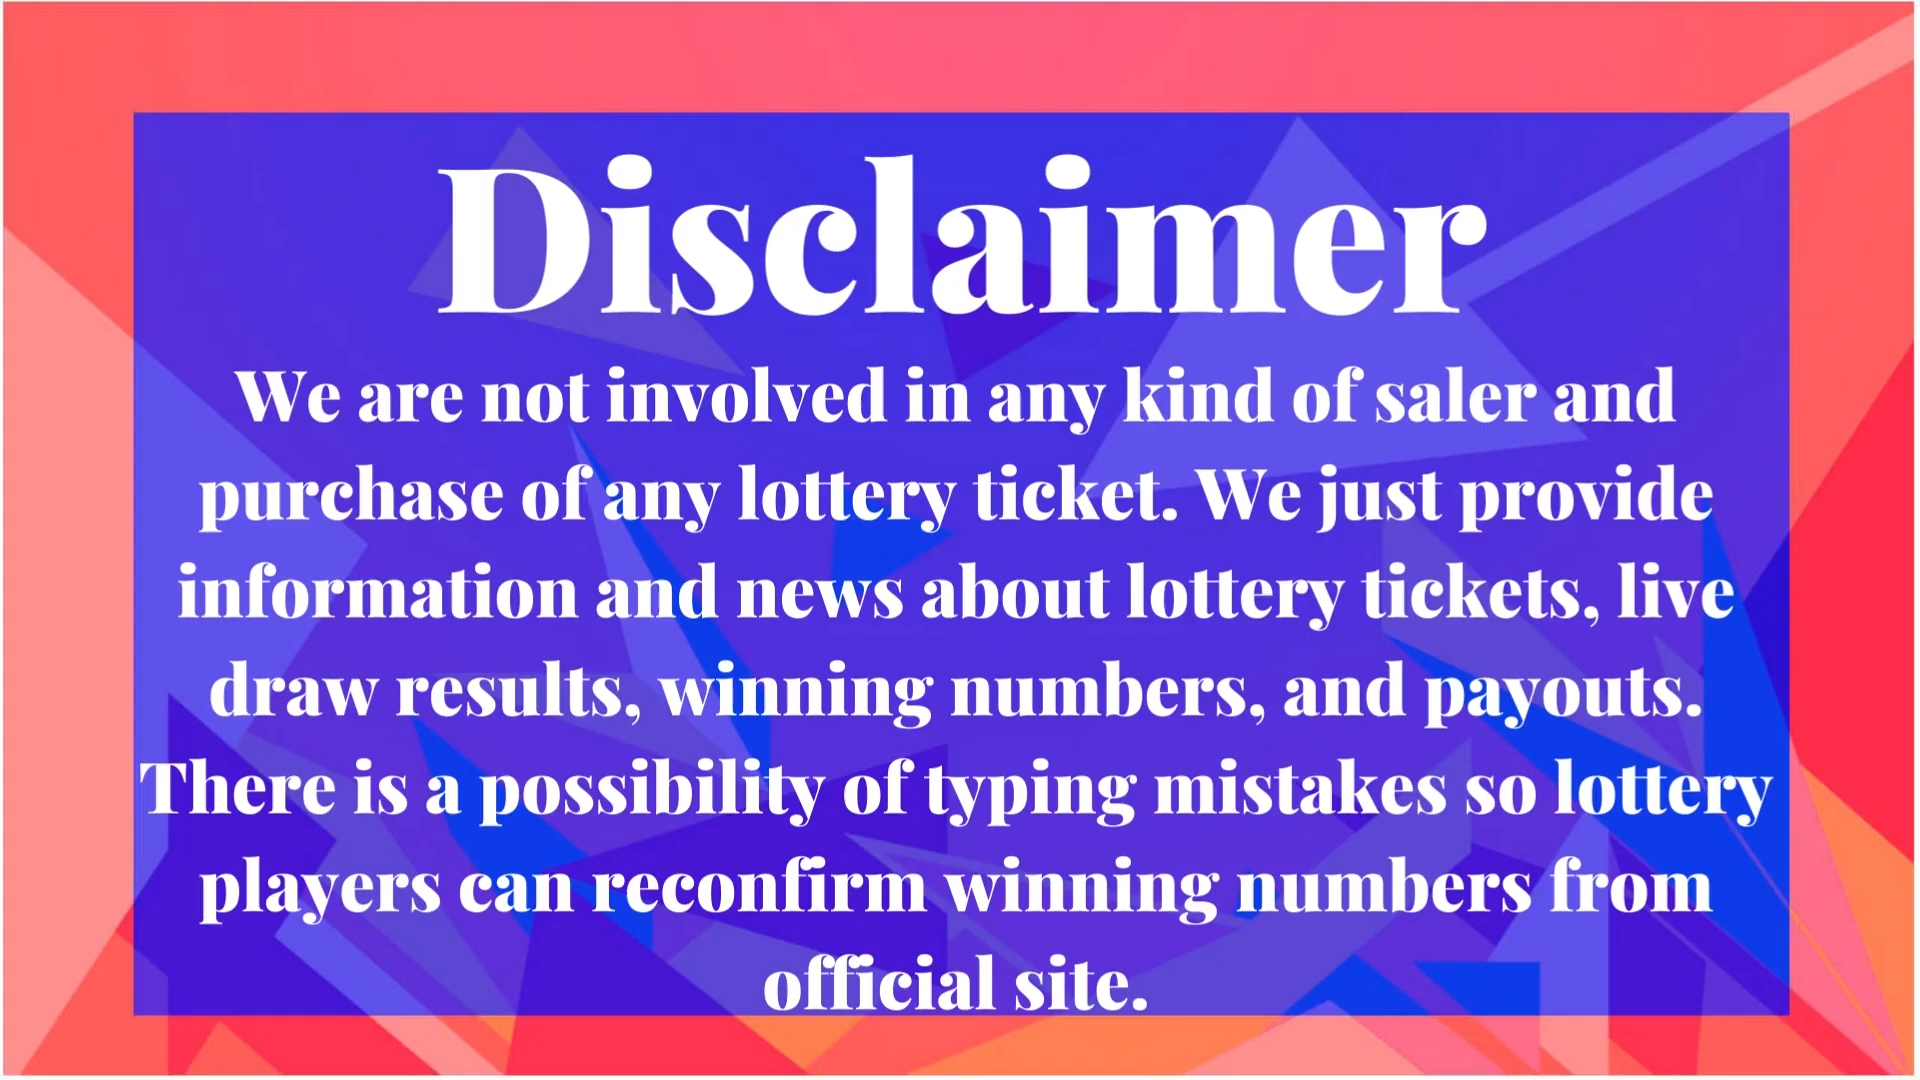 Disclaimer
We are not involved in any kind of saler and
purchase of any lottery ticket. We just provide
information and news about lottery tickets, live
draw results, winning numbers, and payouts.
There is a possibility of typing mistakes so lottery
players can reconfirm winning numbers from
official site.